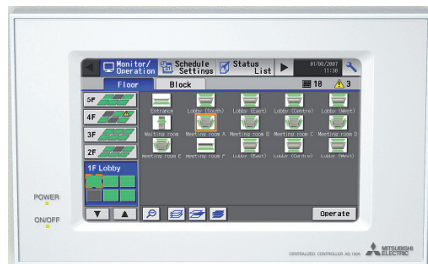 Monitor/ Operation
Schedule Settings
Status List
01/08/2007
11:30
Floor
Block
10
3
5F
4F
3F
2F
1F Lobby
Entrance
Lobby (South)
Lobby (East)
Lobby (Centre)
Lobby (West)
Waiting room
Meeting room A
Meeting room B
Meeting room C
Meeting room D
Meeting room E
Meeting room F
Lobby (East)
Lobby (Centre)
Lobby (West)
Operate
POWER
ON/OFF
CENTRALIZED CONTROLLER AG-150A
MITSUBISHI
ELECTRIC